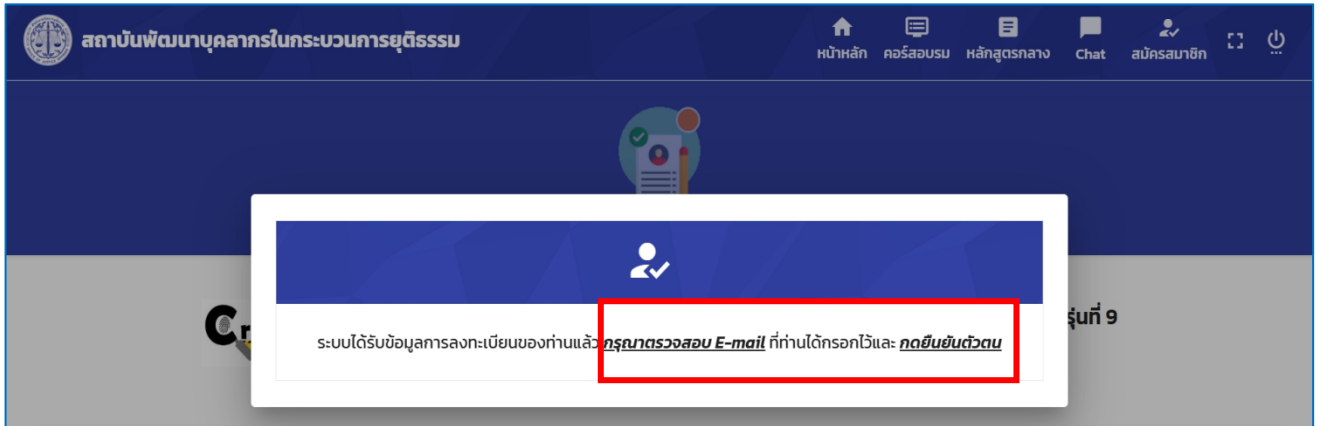 สถาบันพัฒนาบุคลากรในกระบวนการยุติธรรม
หน้าหลัก คอร์สอบรม หลักสูตรกลาง Chat สมัครสมาชิก
รุ่นที่ 9
ระบบได้รับข้อมูลการลงทะเบียนของท่านแล้ว กรุณาตรวจสอบ E-mail ที่ท่านได้กรอกไว้และ กดยืนยันตัวตน